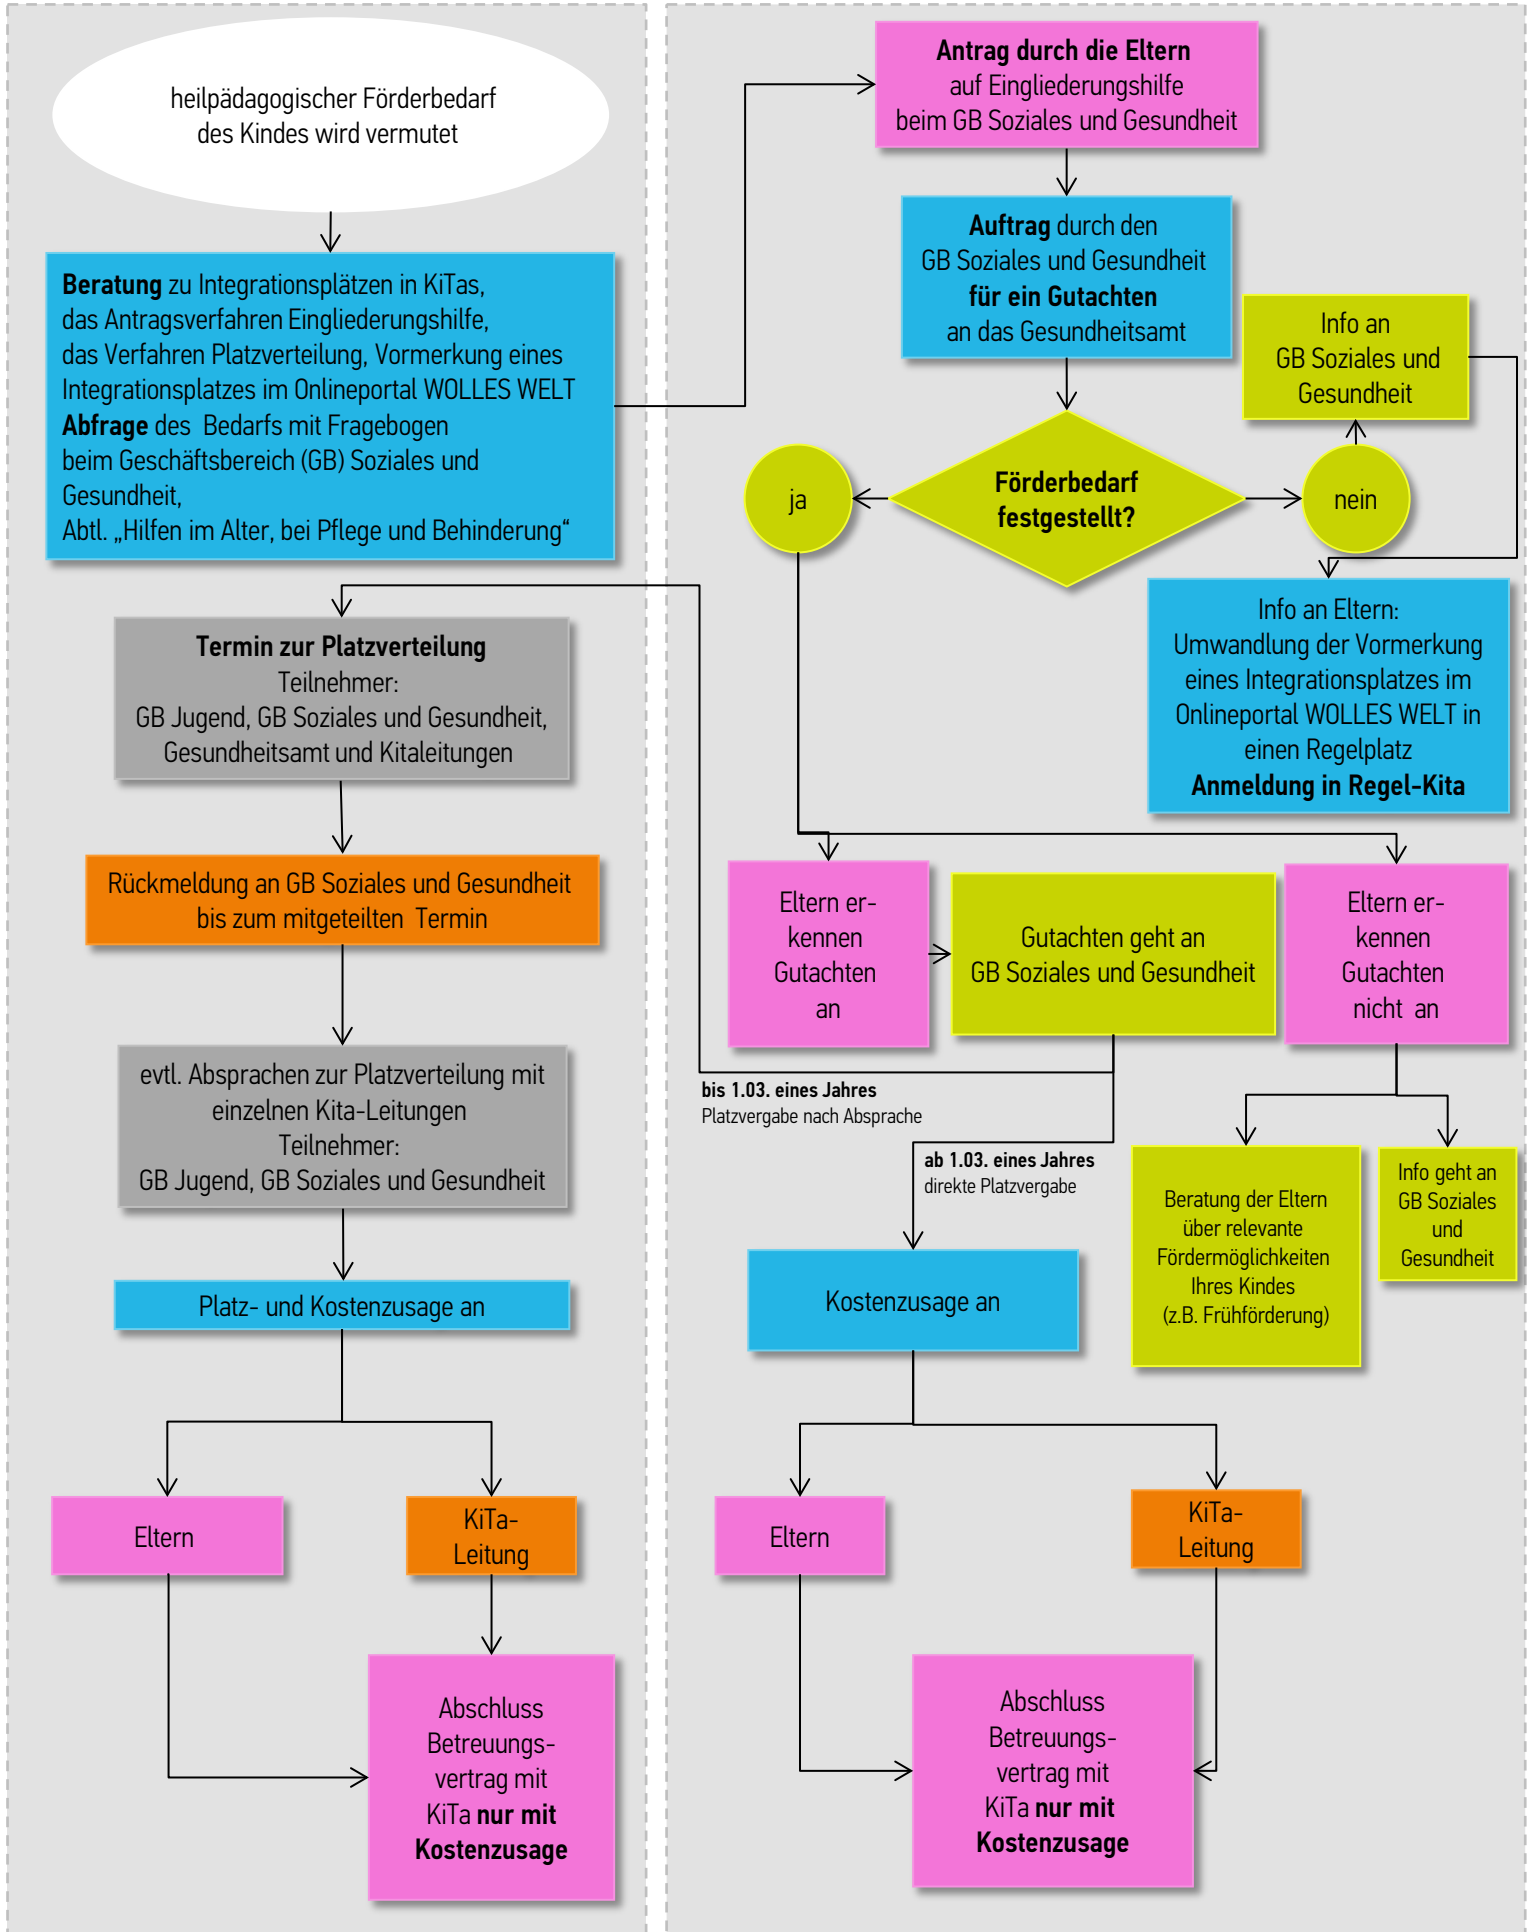 heilpädagogischer Förderbedarf
des Kindes wird vermutet
Beratung zu Integrationsplätzen in KiTas,
das Antragsverfahren Eingliederungshilfe,
das Verfahren Platzverteilung, Vormerkung eines
Integrationsplatzes im Onlineportal WOLLES WELT
Abfrage des Bedarfs mit Fragebogen
beim Geschäftsbereich (GB) Soziales und
Gesundheit,
Abtl. „Hilfen im Alter, bei Pflege und Behinderung“
Termin zur Platzverteilung
Teilnehmer:
GB Jugend, GB Soziales und Gesundheit,
Gesundheitsamt und Kitaleitungen
Rückmeldung an GB Soziales und Gesundheit
bis zum mitgeteilten Termin
evtl. Absprachen zur Platzverteilung mit
einzelnen Kita-Leitungen
Teilnehmer:
GB Jugend, GB Soziales und Gesundheit
Platz- und Kostenzusage an
Eltern
KiTa-
Leitung
Abschluss
Betreuungs-
vertrag mit
KiTa nur mit
Kostenzusage
Antrag durch die Eltern
auf Eingliederungshilfe
beim GB Soziales und Gesundheit
Auftrag durch den
GB Soziales und Gesundheit
für ein Gutachten
an das Gesundheitsamt
Info an
GB Soziales und
Gesundheit
Förderbedarf
festgestellt?
ja
nein
Info an Eltern:
Umwandlung der Vormerkung
eines Integrationsplatzes im
Onlineportal WOLLES WELT in
einen Regelplatz
Anmeldung in Regel-Kita
Eltern er-
kennen
Gutachten
an
Gutachten geht an
GB Soziales und Gesundheit
Eltern er-
kennen
Gutachten
nicht an
bis 1.03. eines Jahres
Platzvergabe nach Absprache
ab 1.03. eines Jahres
direkte Platzvergabe
Beratung der Eltern
über relevante
Fördermöglichkeiten
Ihres Kindes
(z.B. Frühförderung)
Info geht an
GB Soziales
und
Gesundheit
Kostenzusage an
Eltern
KiTa-
Leitung
Abschluss
Betreuungs-
vertrag mit
KiTa nur mit
Kostenzusage